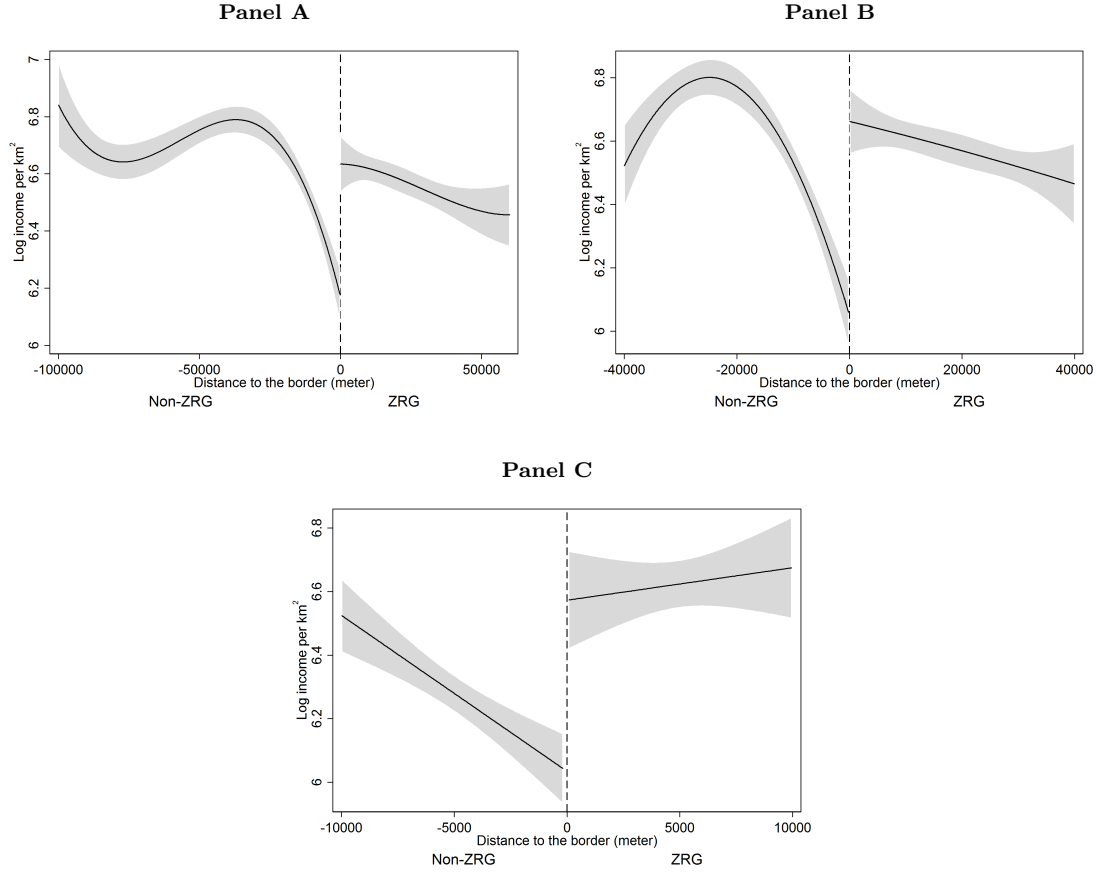 Panel A
Panel B
Log income per km²
7
6.8
6.6
6.4
6.2
6
-100000 -50000 0 50000
Distance to the border (meter)
Non-ZRG ZRG
Log income per km²
6.8
6.6
6.4
6.2
6
-40000 -20000 0 20000 40000
Distance to the border (meter)
Non-ZRG ZRG
Panel C
Log income per km²
6.8
6.6
6.4
6.2
6
-10000 -5000 0 5000 10000
Distance to the border (meter)
Non-ZRG ZRG